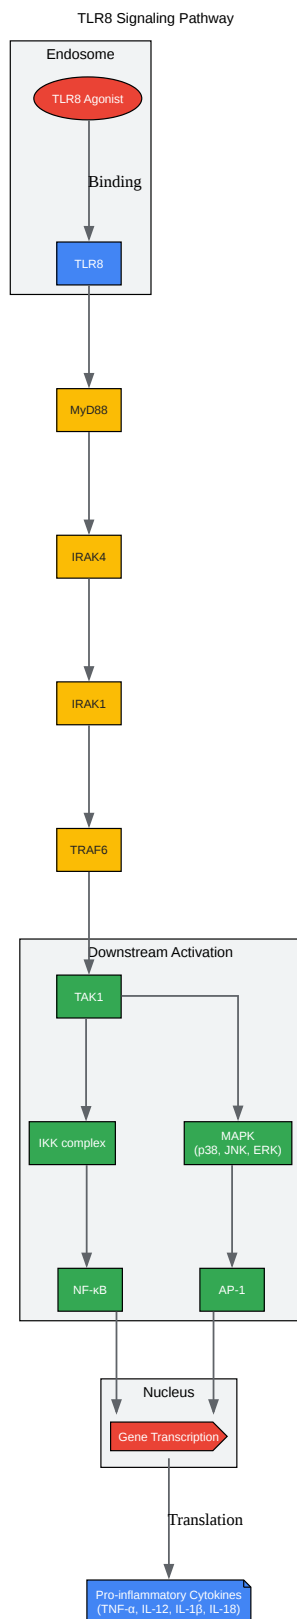 TLR8 Signaling Pathway
Endosome
TLR8 Agonist
Binding
TLR8
MyD88
IRAK4
IRAK1
TRAF6
Downstream Activation
TAK1
IKK complex
MAPK
(p38, JNK, ERK)
NF-κB
AP-1
Nucleus
Gene Transcription
Translation
Pro-inflammatory Cytokines
(TNF-α, IL-12, IL-1β, IL-18)